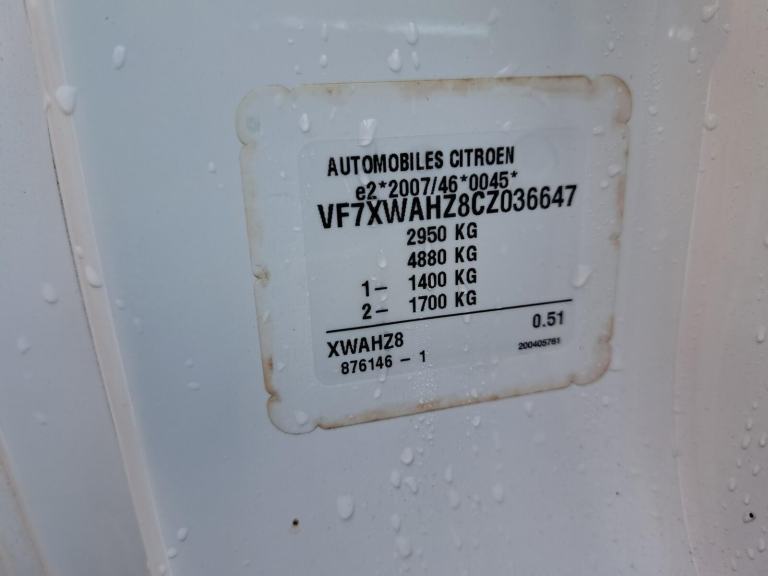 AUTOMOBILES CITROEN
e2*2007/46*0045*
VF7XWAHZ8CZ036647
2950 KG
4880 KG
1- 1400 KG
2- 1700 KG
XWAHZ8 0.51
876146 - 1 200405761